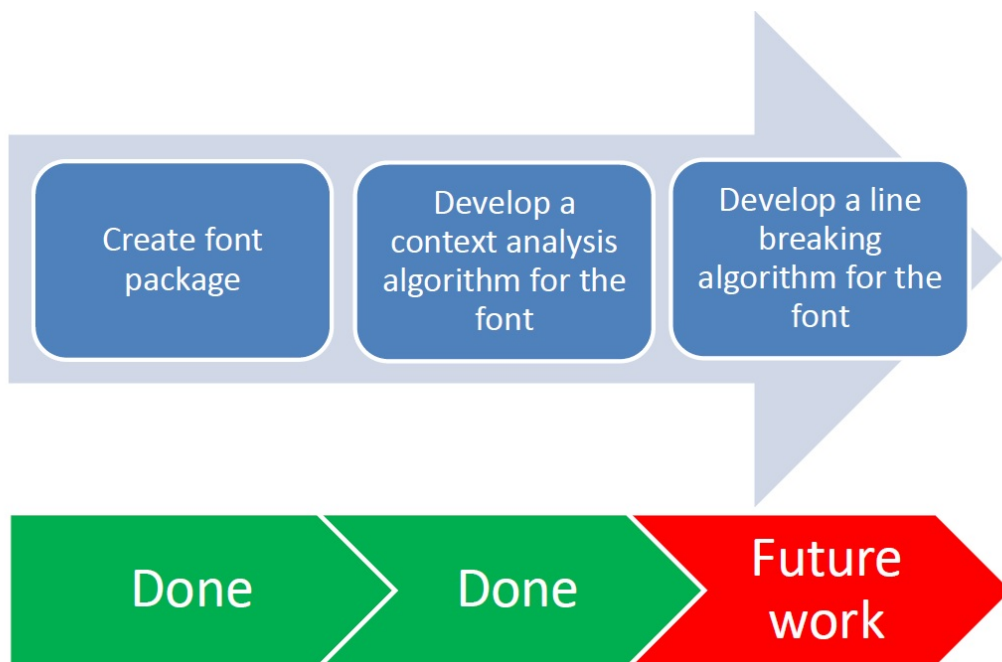 Create font
package
Develop a
context analysis
algorithm for the
font
Develop a line
breaking
algorithm for the
font
Done
Done
Future
work